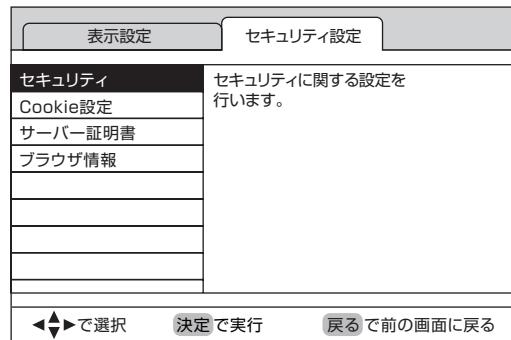 表示設定
セキュリティ設定
セキュリティ
Cookie設定
サーバー証明書
ブラウザ情報
セキュリティに関する設定を
行います。
で選択 決定で実行 戻るで前の画面に戻る